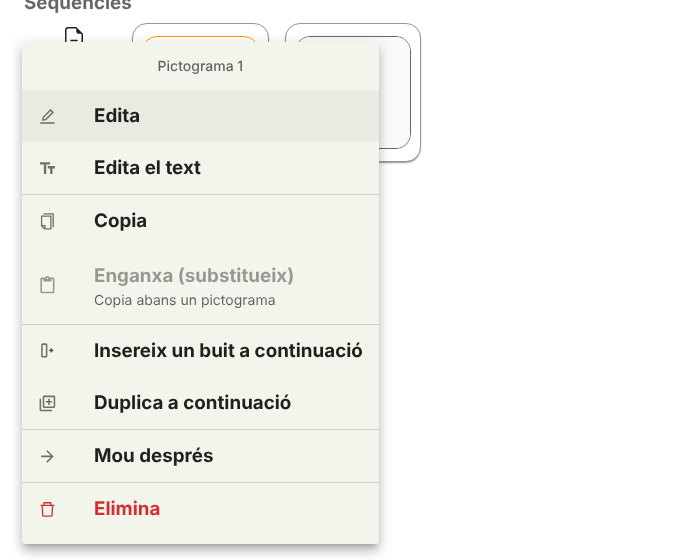 Seqüències
Pictograma 1
Edita
Edita el text
Copia
Enganxa (substitueix)
Copia abans un pictograma
Insereix un buit a continuació
Duplica a continuació
Mou després
Elimina